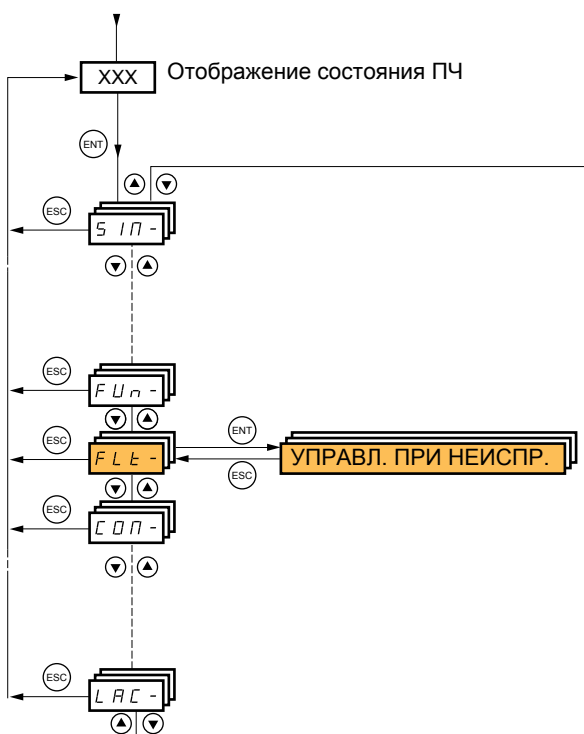 XXX Отображение состояния ПЧ
ENT
ESC
SIM-
ESC
FUn-
ESC
FLt-
ENT
ESC
УПРАВЛ. ПРИ НЕИСПР.
ESC
COM-
ESC
LAC-